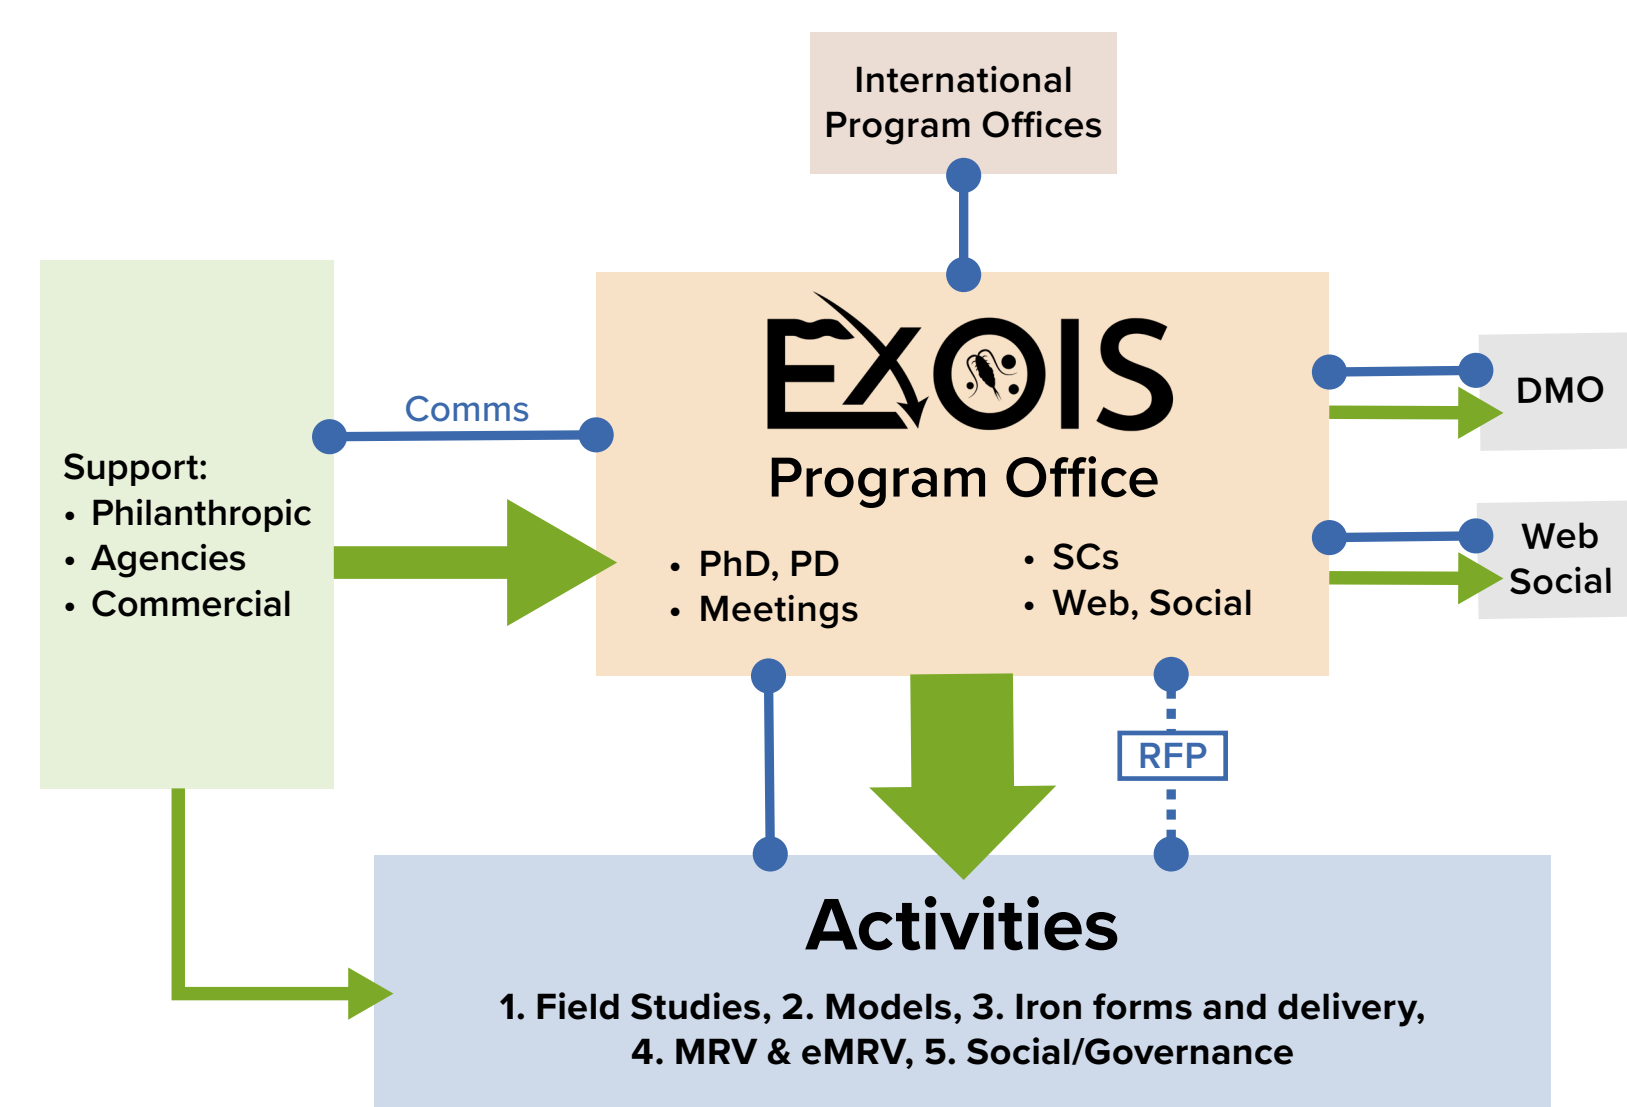 International
Program Offices
Comms
Support:
• Philanthropic
• Agencies
• Commercial
EXOIS
Program Office
• PhD, PD
• Meetings
• SCs
• Web, Social
DMO
Web
Social
RFP
Activities
1. Field Studies, 2. Models, 3. Iron forms and delivery,
4. MRV & eMRV, 5. Social/Governance